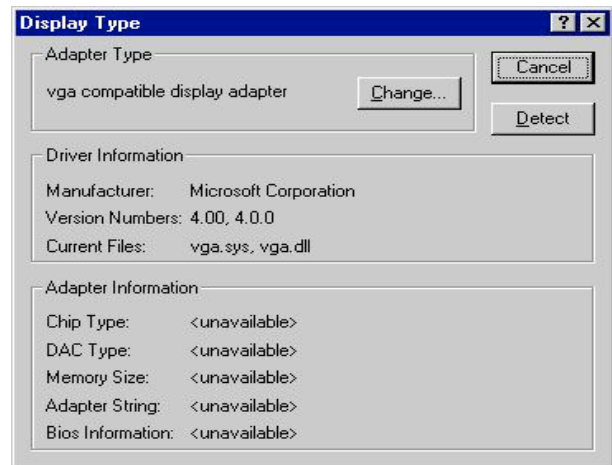 Display Type
Adapter Type
vga compatible display adapter
Change...
Cancel
Detect
Driver Information
Manufacturer: Microsoft Corporation
Version Numbers: 4.00, 4.0.0
Current Files: vga.sys, vga.dll
Adapter Information
Chip Type: <unavailable>
DAC Type: <unavailable>
Memory Size: <unavailable>
Adapter String: <unavailable>
Bios Information: <unavailable>